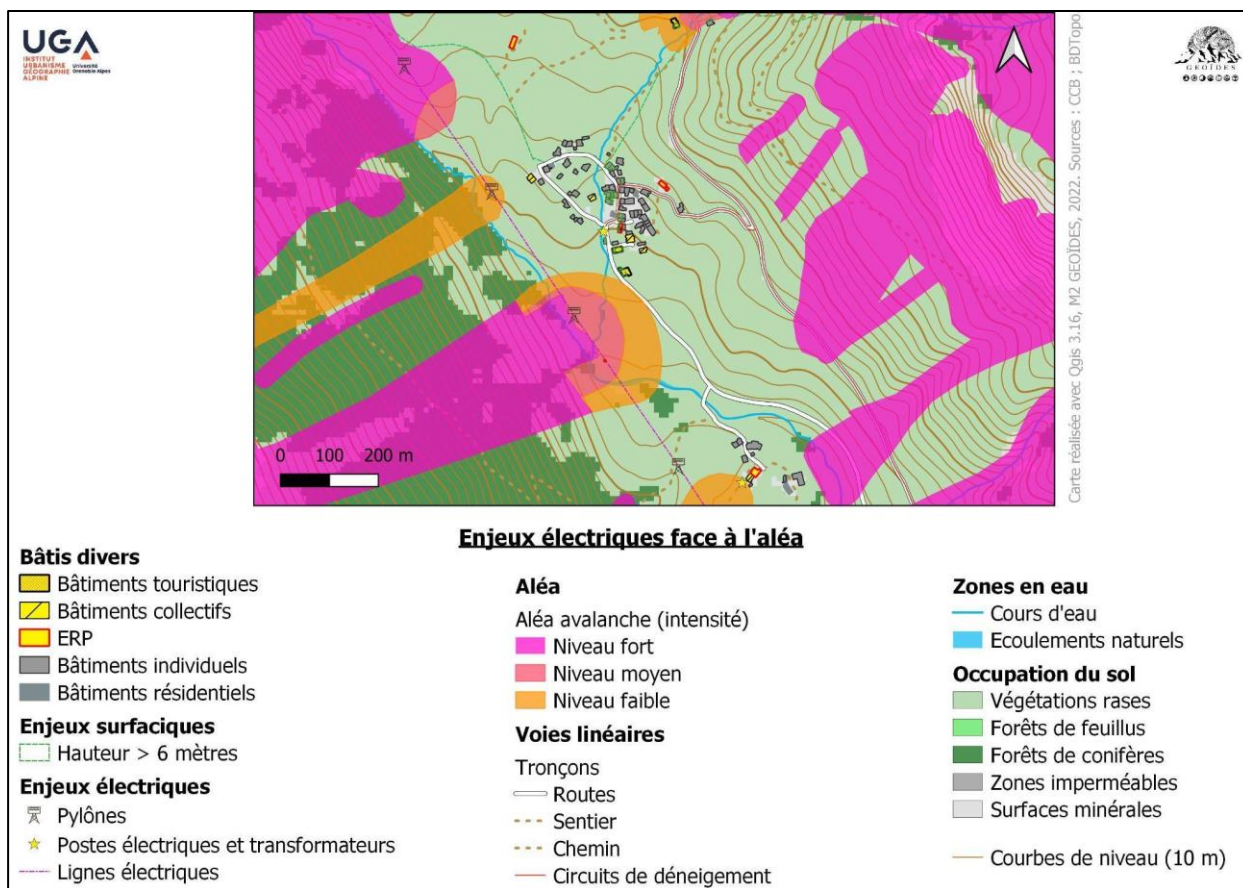 UGA
INSTITUT
URBANISME
GÉOGRAPHIE
ALPINE
Université
Grenoble Alpes
GEOÏDES
Carte réalisée avec Qgis 3.16, M2 GEOÏDES, 2022. Sources : CCB ; BDTopo
0 100 200 m
Enjeux électriques face à l'aléa
Bâtis divers
Bâtiments touristiques
Bâtiments collectifs
ERP
Bâtiments individuels
Bâtiments résidentiels
Enjeux surfaciques
Hauteur > 6 mètres
Enjeux électriques
Pylônes
Postes électriques et transformateurs
Lignes électriques
Aléa
Aléa avalanche (intensité)
Niveau fort
Niveau moyen
Niveau faible
Voies linéaires
Tronçons
Routes
Sentier
Chemin
Circuits de déneigement
Zones en eau
Cours d'eau
Ecoulements naturels
Occupation du sol
Végétations rases
Forêts de feuillus
Forêts de conifères
Zones imperméables
Surfaces minérales
Courbes de niveau (10 m)